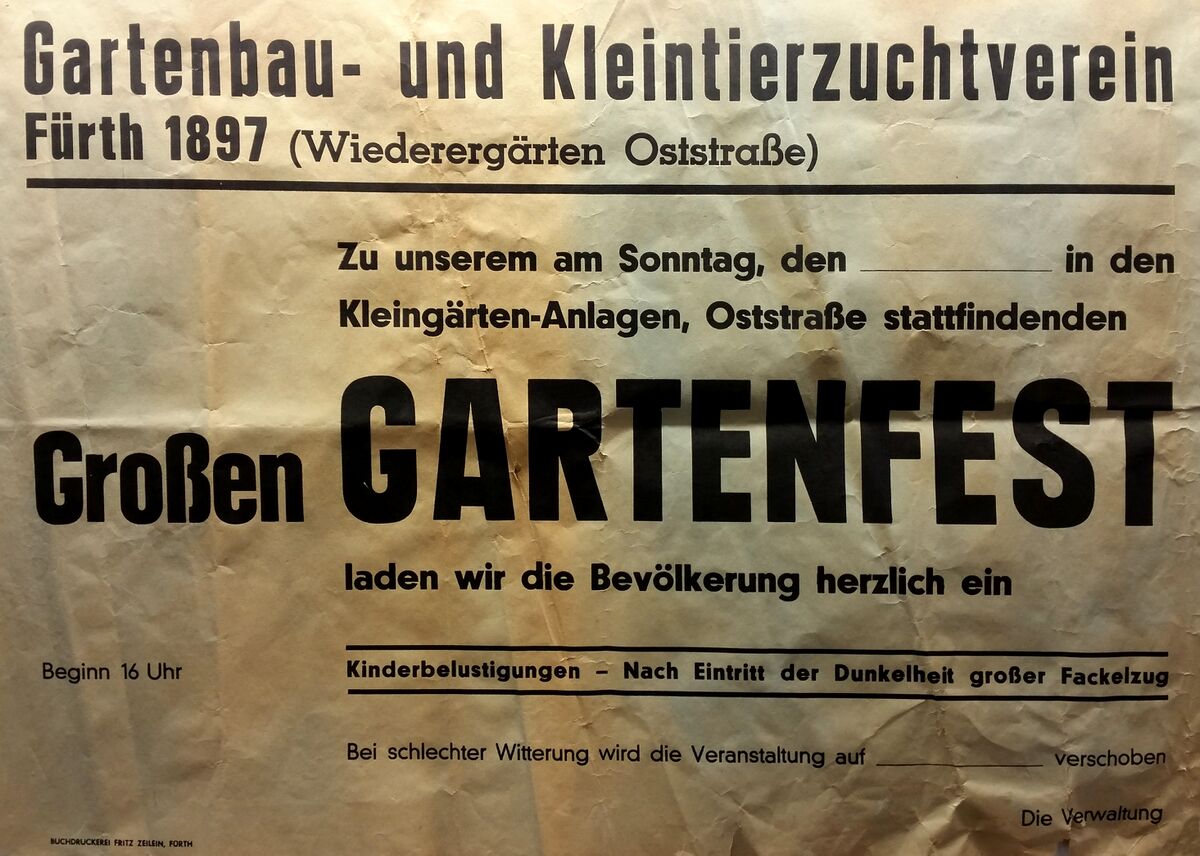 Gartenbau- und Kleintierzuchtverein
Fürth 1897 (Wiederergärten Oststraße)
Zu unserem am Sonntag, den ____________ in den
Kleingärten-Anlagen, Oststraße stattfindenden
Großen GARTENFEST
laden wir die Bevölkerung herzlich ein
Beginn 16 Uhr
Kinderbelustigungen – Nach Eintritt der Dunkelheit großer Fackelzug
Bei schlechter Witterung wird die Veranstaltung auf ____________ verschoben
Die Verwaltung
BUCHDRUCKEREI FRITZ ZEILEIN, FÜRTH